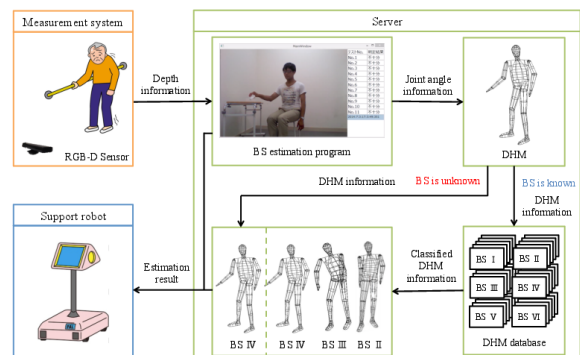 Measurement system
Server
Depth
information
RGB-D Sensor
BS estimation program
Joint angle
information
DHM
DHM information
BS is unknown
BS is known
DHM
information
Support robot
Estimation
result
BS IV
BS IV
BS III
BS II
Classified
DHM
information
BS I
BS II
BS III
BS IV
BS V
BS VI
DHM database